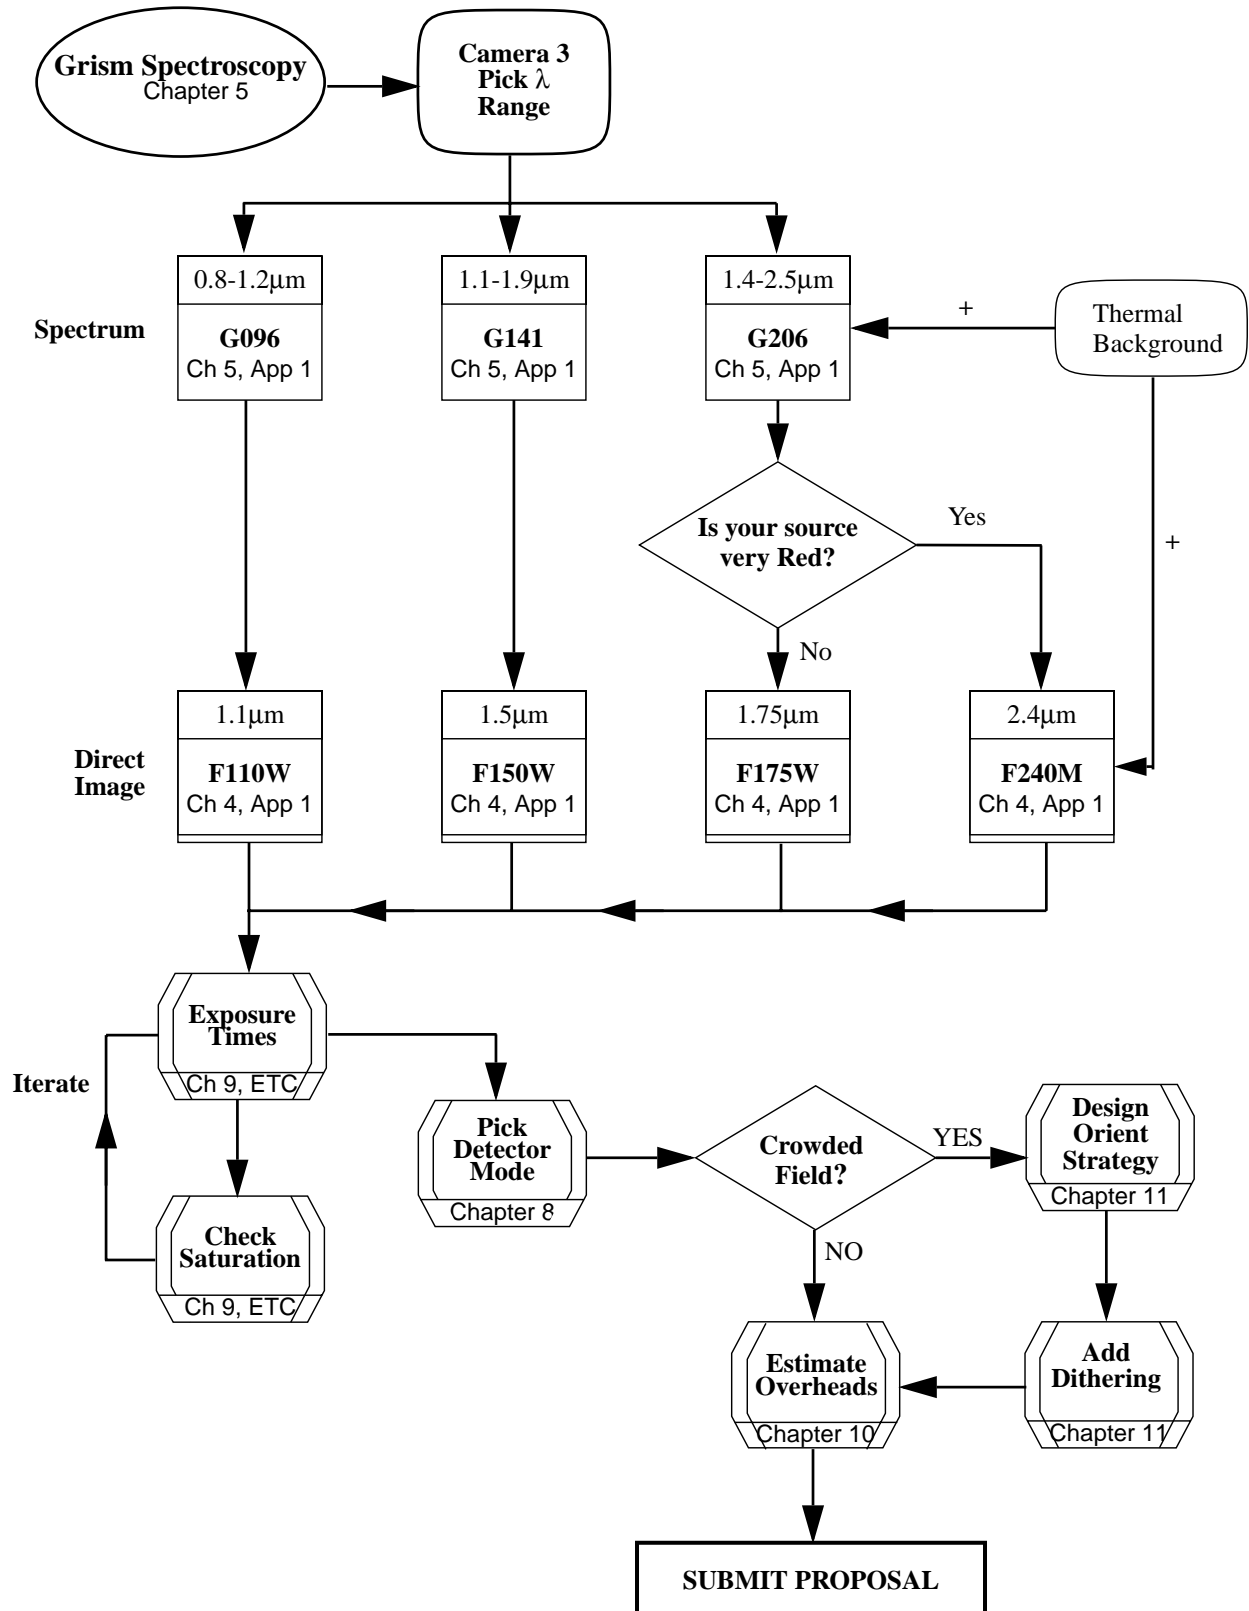 Grism Spectroscopy
Chapter 5
Camera 3
Pick λ
Range
0.8-1.2μm
1.1-1.9μm
1.4-2.5μm
Spectrum
G096
Ch 5, App 1
G141
Ch 5, App 1
G206
Ch 5, App 1
+
Thermal
Background
Is your source
very Red?
Yes
+
No
1.1μm
1.5μm
1.75μm
2.4μm
Direct
Image
F110W
Ch 4, App 1
F150W
Ch 4, App 1
F175W
Ch 4, App 1
F240M
Ch 4, App 1
Exposure
Times
Ch 9, ETC
Iterate
Check
Saturation
Ch 9, ETC
Pick
Detector
Mode
Chapter 8
Crowded
Field?
YES
NO
Design
Orient
Strategy
Chapter 11
Add
Dithering
Chapter 11
Estimate
Overheads
Chapter 10
SUBMIT PROPOSAL